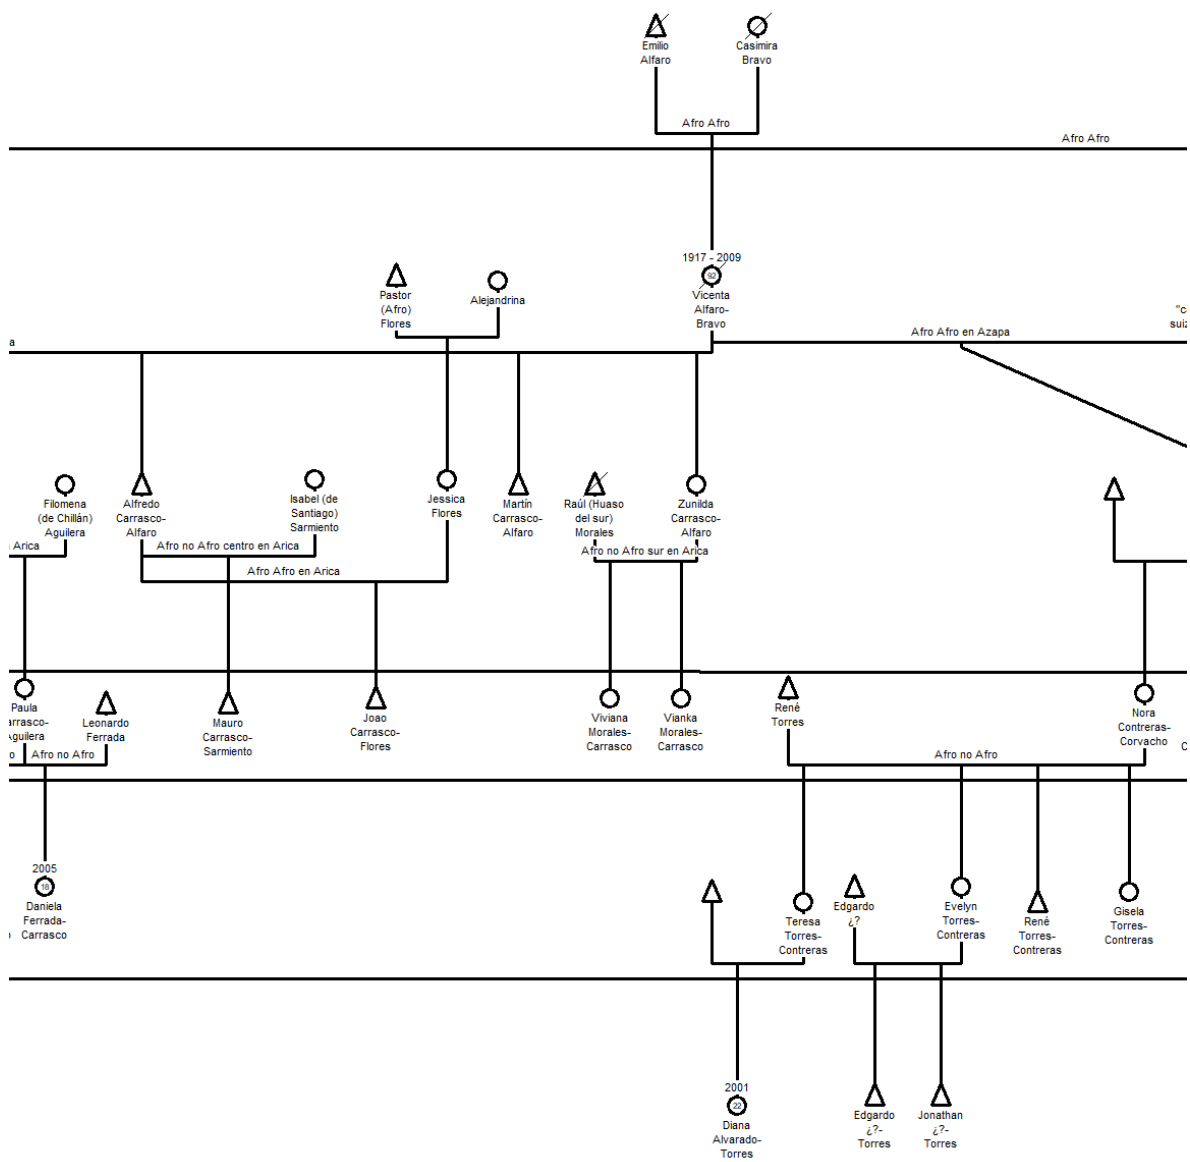 Emilio
Alfaro
Casimira
Bravo
Afro Afro
Afro Afro
1917 - 2009
92
Vicenta
Alfaro-
Bravo
Pastor
(Afro)
Flores
Alejandrina
Afro Afro en Azapa
Filomena
(de Chillán)
Aguilera
Alfredo
Carrasco-
Alfaro
Isabel (de
Santiago)
Sarmiento
Jessica
Flores
Martín
Carrasco-
Alfaro
Raúl (Huaso
del sur)
Morales
Zunilda
Carrasco-
Alfaro
Arica
Afro no Afro centro en Arica
Afro no Afro sur en Arica
Afro Afro en Arica
Paula
Leonardo
Ferrada
Mauro
Carrasco-
Sarmiento
Joao
Carrasco-
Flores
Viviana
Morales-
Carrasco
Vianka
Morales-
Carrasco
René
Torres
Nora
Contreras-
Corvacho
Afro no Afro
Afro no Afro
2005
18
Daniela
Ferrada-
Carrasco
Teresa
Torres-
Contreras
Edgardo
¿?
Evelyn
Torres-
Contreras
René
Torres-
Contreras
Gisela
Torres-
Contreras
2001
22
Diana
Alvarado-
Torres
Edgardo
¿?-
Torres
Jonathan
¿?-
Torres